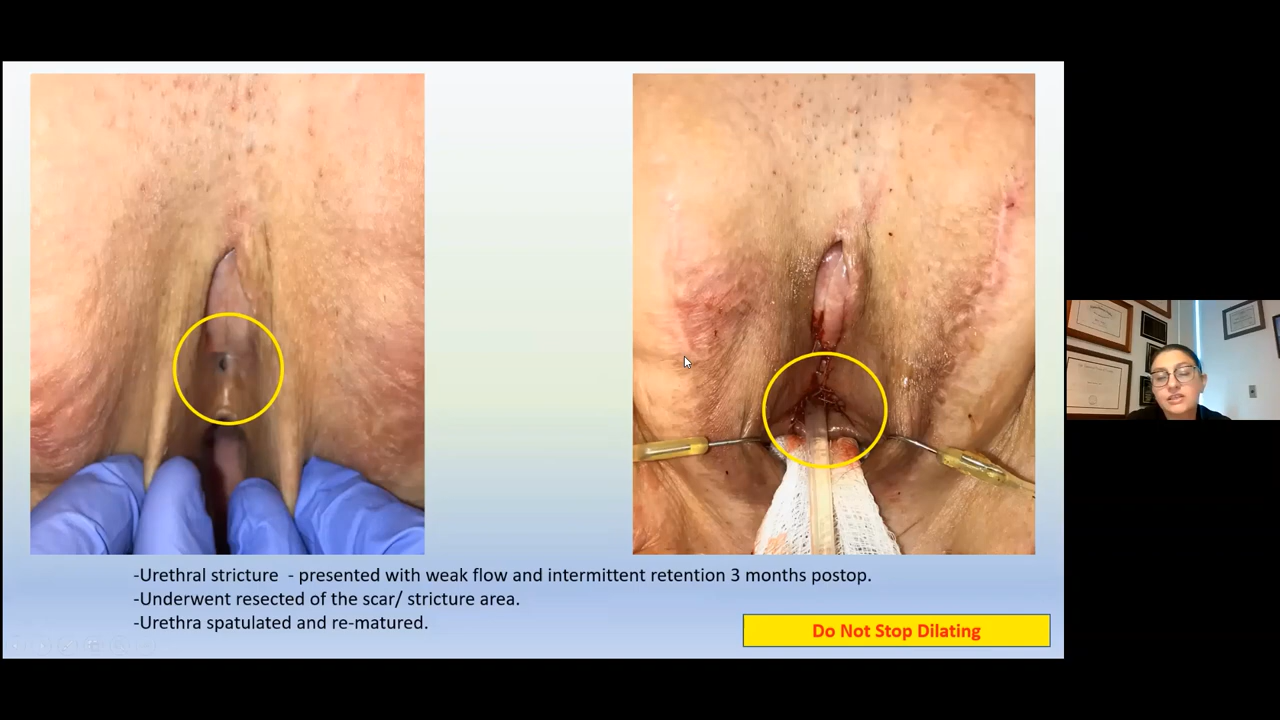 -Urethral stricture - presented with weak flow and intermittent retention 3 months postop.
-Underwent resected of the scar/ stricture area.
-Urethra spatulated and re-matured.
Do Not Stop Dilating